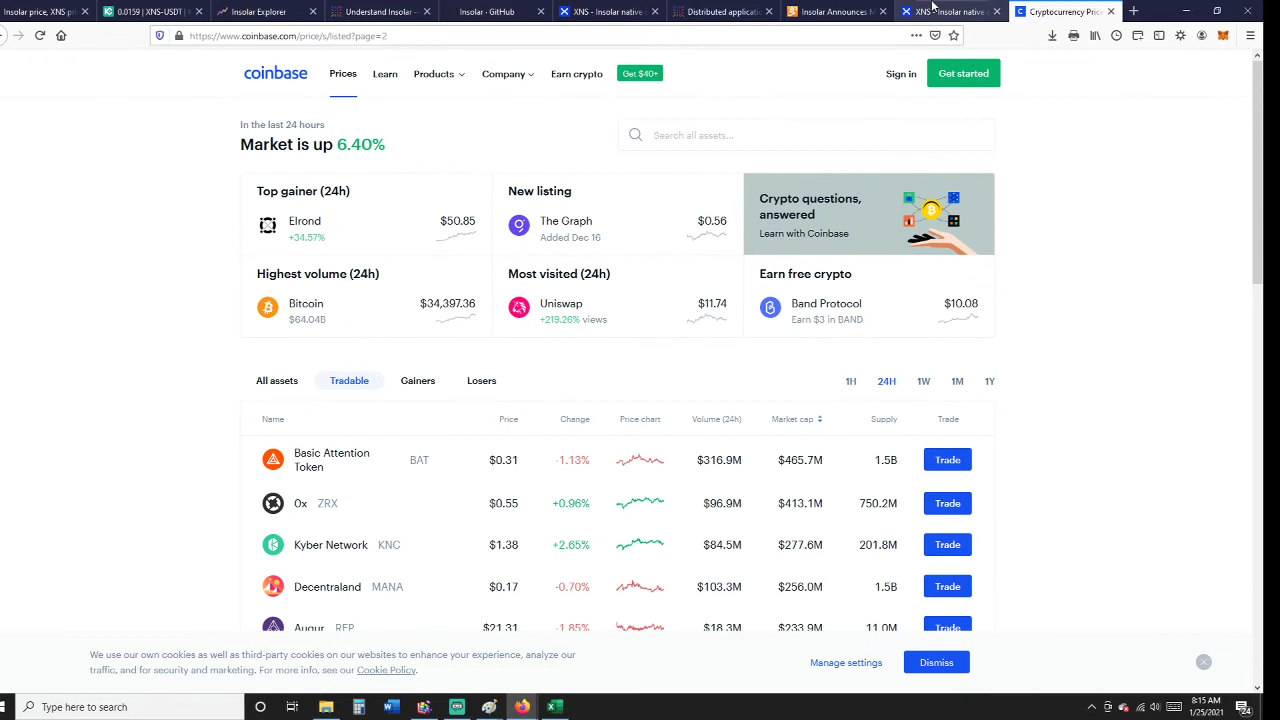 Insolar price, XNS pri
0.0159 | XNS-USDT |
Insolar Explorer
Understand Insolar —
Insolar · GitHub
XNS - Insolar native c
Distributed applicatio
Insolar Announces M
XNS - Insolar native c
Cryptocurrency Price
https://www.coinbase.com/price/s/listed?page=2
coinbase
Prices
Learn
Products
Company
Earn crypto
Get $40+
Sign in
Get started
In the last 24 hours
Market is up 6.40%
Search all assets...
Top gainer (24h)
Elrond
$50.85
+34.57%
New listing
The Graph
$0.56
Added Dec 16
Crypto questions,
answered
Learn with Coinbase
Highest volume (24h)
Bitcoin
$34,397.36
$64.04B
Most visited (24h)
Uniswap
$11.74
+219.26% views
Earn free crypto
Band Protocol
$10.08
Earn $3 in BAND
All assets
Tradable
Gainers
Losers
1H
24H
1W
1M
1Y
Name
Price
Change
Price chart
Volume (24h)
Market cap
Supply
Trade
Basic Attention
Token
BAT
$0.31
-1.13%
$316.9M
$465.7M
1.5B
Trade
0x ZRX
$0.55
+0.96%
$96.9M
$413.1M
750.2M
Trade
Kyber Network KNC
$1.38
+2.65%
$84.5M
$277.6M
201.8M
Trade
Decentraland MANA
$0.17
-0.70%
$103.3M
$256.0M
1.5B
Trade
Augur REP
$21.31
-1.85%
$18.3M
$233.9M
11.0M
Trade
We use our own cookies as well as third-party cookies on our websites to enhance your experience, analyze our
traffic, and for security and marketing. For more info, see our Cookie Policy.
Manage settings
Dismiss
Type here to search
8:15 AM
1/25/2021
24